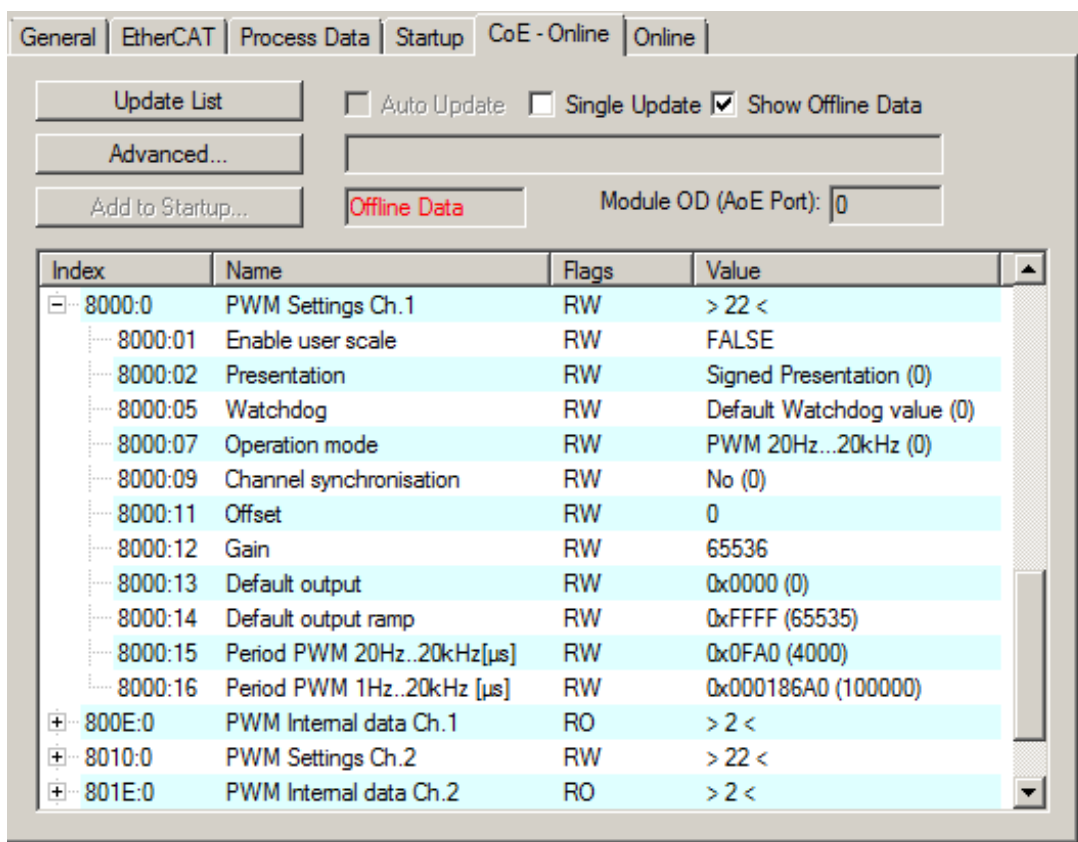 General EtherCAT Process Data Startup CoE - Online Online
Update List Auto Update Single Update Show Offline Data
Advanced...
Add to Startup... Offline Data Module OD (AoE Port): 0
Index Name Flags Value
8000:0 PWM Settings Ch.1 RW > 22 <
8000:01 Enable user scale RW FALSE
8000:02 Presentation RW Signed Presentation (0)
8000:05 Watchdog RW Default Watchdog value (0)
8000:07 Operation mode RW PWM 20Hz...20kHz (0)
8000:09 Channel synchronisation RW No (0)
8000:11 Offset RW 0
8000:12 Gain RW 65536
8000:13 Default output RW 0x0000 (0)
8000:14 Default output ramp RW 0xFFFF (65535)
8000:15 Period PWM 20Hz..20kHz[µs] RW 0x0FA0 (4000)
8000:16 Period PWM 1Hz..20kHz [µs] RW 0x000186A0 (100000)
800E:0 PWM Internal data Ch.1 RO > 2 <
8010:0 PWM Settings Ch.2 RW > 22 <
801E:0 PWM Internal data Ch.2 RO > 2 <